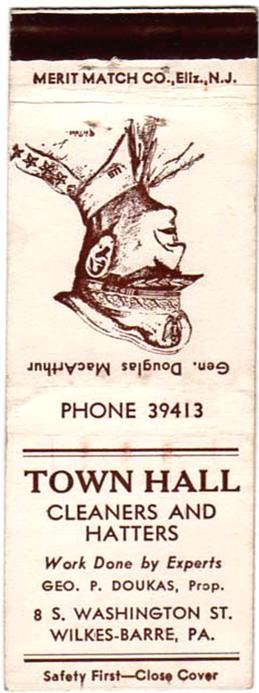 MERIT MATCH CO., Eliz., N.J.
US
Gen. Douglas MacArthur
PHONE 39413
TOWN HALL
CLEANERS AND
HATTERS
Work Done by Experts
GEO. P. DOUKAS, Prop.
8 S. WASHINGTON ST.
WILKES-BARRE, PA.
Safety First—Close Cover